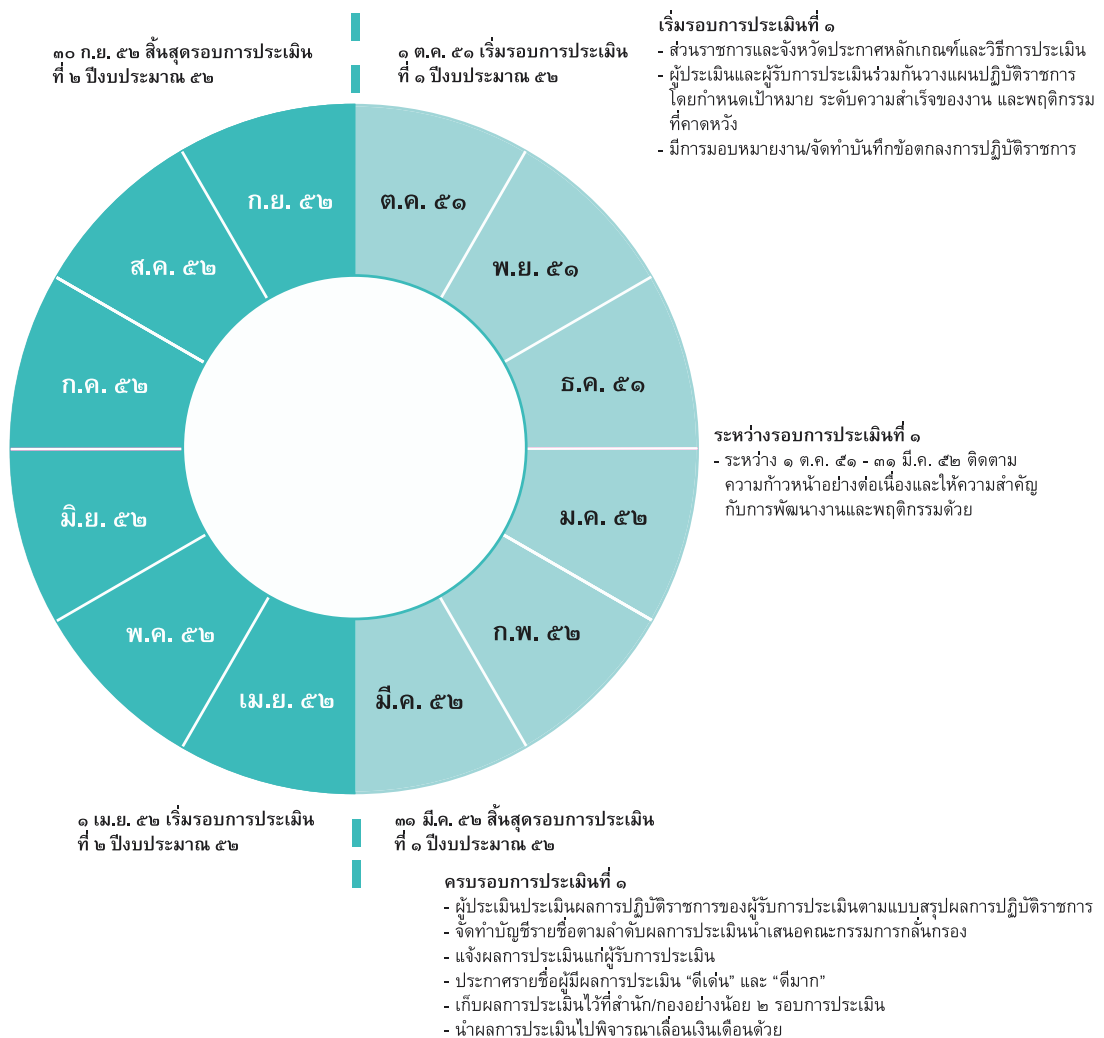 ๓๐ ก.ย. ๕๒ สิ้นสุดรอบการประเมิน
ที่ ๒ ปีงบประมาณ ๕๒
๑ ต.ค. ๕๑ เริ่มรอบการประเมิน
ที่ ๑ ปีงบประมาณ ๕๒
เริ่มรอบการประเมินที่ ๑
- ส่วนราชการและจังหวัดประกาศหลักเกณฑ์และวิธีการประเมิน
- ผู้ประเมินและผู้รับการประเมินร่วมกันวางแผนปฏิบัติราชการ
โดยกำหนดเป้าหมาย ระดับความสำเร็จของงาน และพฤติกรรม
ที่คาดหวัง
- มีการมอบหมายงาน/จัดทำบันทึกข้อตกลงการปฏิบัติราชการ
ต.ค. ๕๑
พ.ย. ๕๑
ธ.ค. ๕๑
ม.ค. ๕๒
ก.พ. ๕๒
มี.ค. ๕๒
เม.ย. ๕๒
พ.ค. ๕๒
มิ.ย. ๕๒
ก.ค. ๕๒
ส.ค. ๕๒
ก.ย. ๕๒
ระหว่างรอบการประเมินที่ ๑
- ระหว่าง ๑ ต.ค. ๕๑ - ๓๑ มี.ค. ๕๒ ติดตาม
ความก้าวหน้าอย่างต่อเนื่องและให้ความสำคัญ
กับการพัฒนางานและพฤติกรรมด้วย
๑ เม.ย. ๕๒ เริ่มรอบการประเมิน
ที่ ๒ ปีงบประมาณ ๕๒
๓๑ มี.ค. ๕๒ สิ้นสุดรอบการประเมิน
ที่ ๑ ปีงบประมาณ ๕๒
ครบรอบการประเมินที่ ๑
- ผู้ประเมินประเมินผลการปฏิบัติราชการของผู้รับการประเมินตามแบบสรุปผลการปฏิบัติราชการ
- จัดทำบัญชีรายชื่อตามลำดับผลการประเมินนำเสนอคณะกรรมการกลั่นกรอง
- แจ้งผลการประเมินแก่ผู้รับการประเมิน
- ประกาศรายชื่อผู้มีผลการประเมิน “ดีเด่น” และ “ดีมาก”
- เก็บผลการประเมินไว้ที่สำนัก/กองอย่างน้อย ๒ รอบการประเมิน
- นำผลการประเมินไปพิจารณาเลื่อนเงินเดือนด้วย